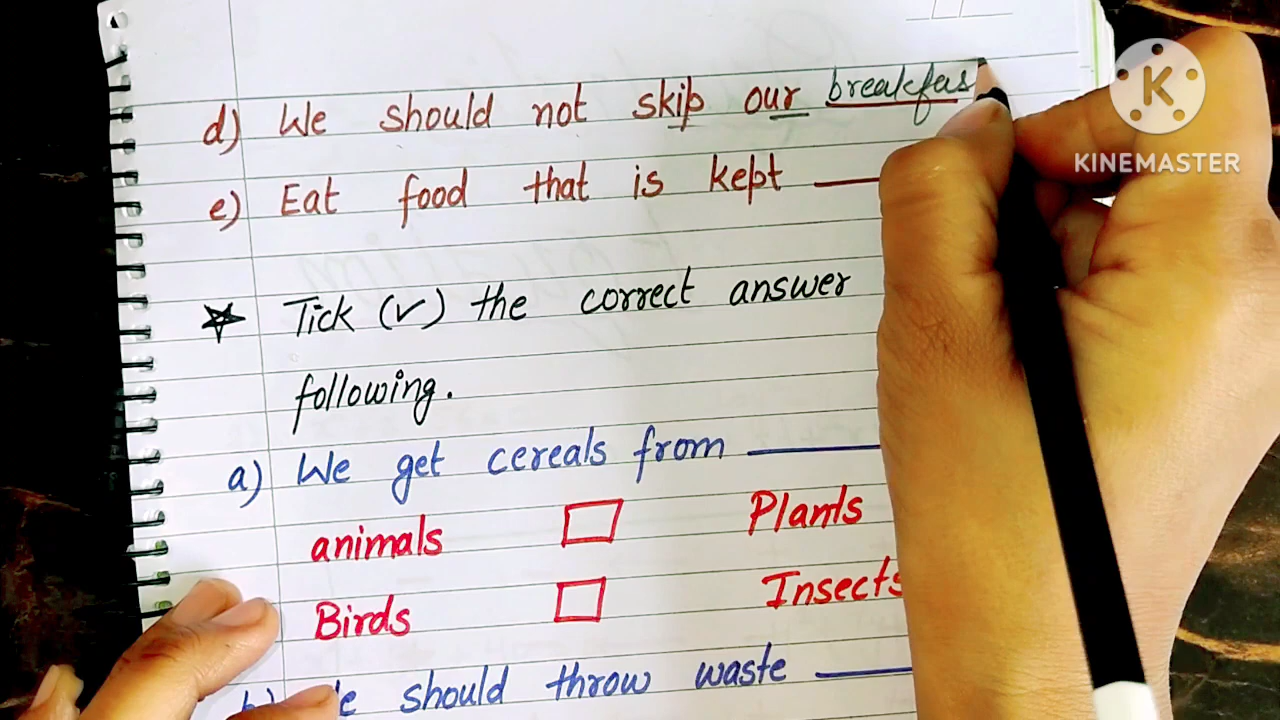 d) We should not skip our breakfas
e) Eat food that is kept
Tick (✓) the correct answer
following.
a) We get cereals from
animals Plants
Birds Insects
should throw waste
K
KINEMASTER